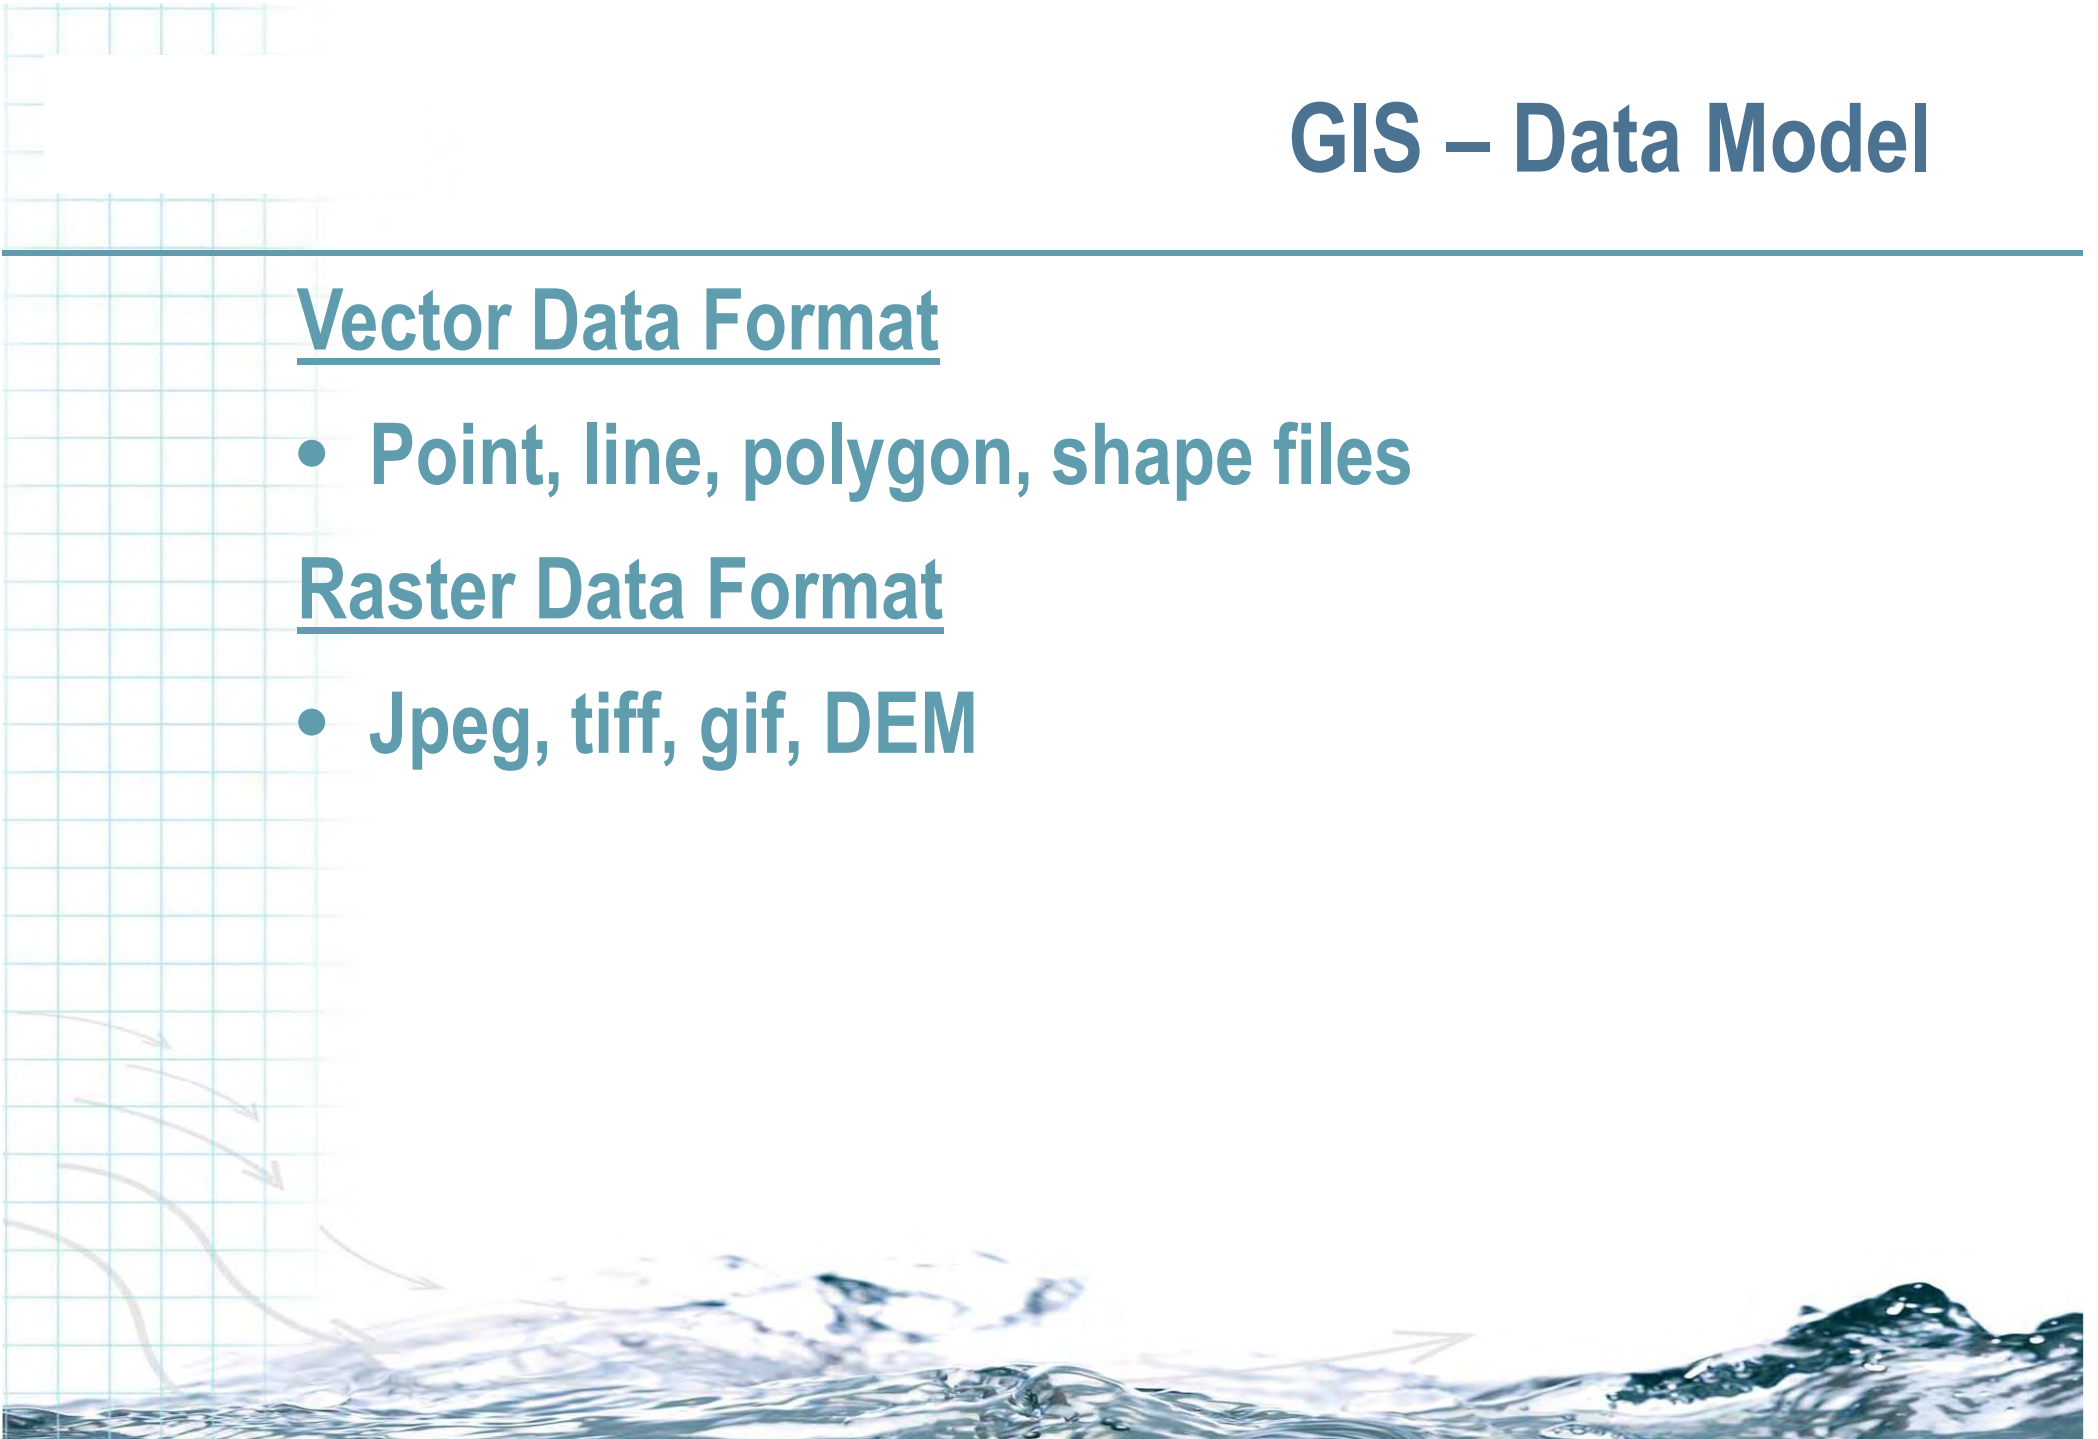 GIS – Data Model
Vector Data Format
• Point, line, polygon, shape files
Raster Data Format
• Jpeg, tiff, gif, DEM